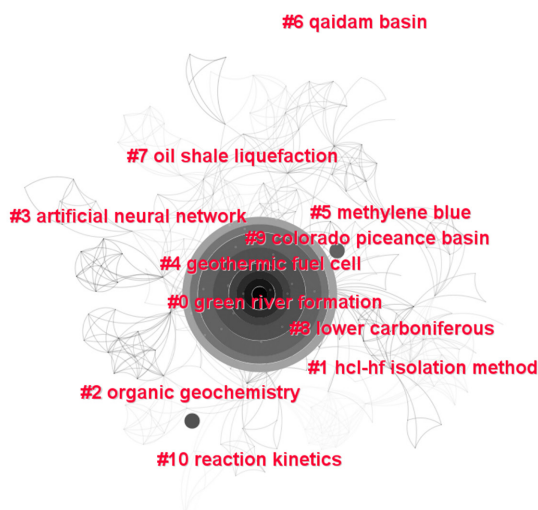 #6 qaidam basin
#7 oil shale liquefaction
#3 artificial neural network
#5 methylene blue
#9 colorado piceance basin
#4 geothermic fuel cell
#0 green river formation
#8 lower carboniferous
#1 hcl-hf isolation method
#2 organic geochemistry
#10 reaction kinetics